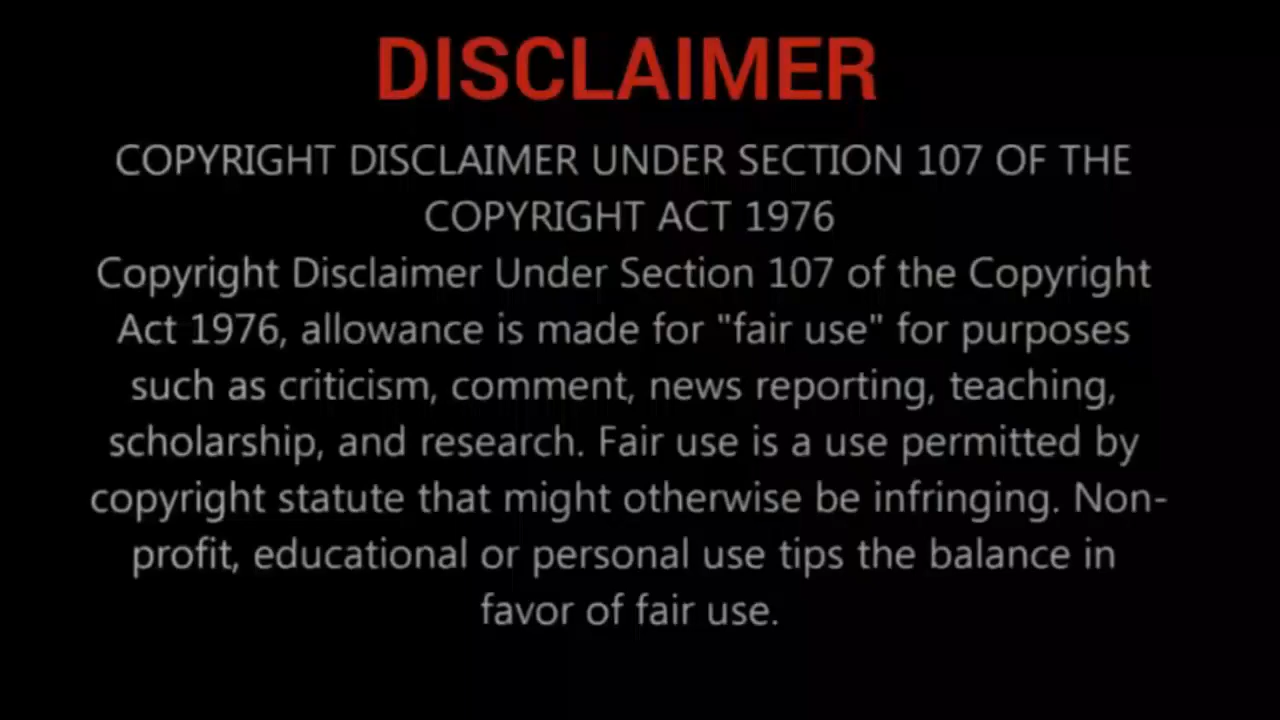 DISCLAIMER
COPYRIGHT DISCLAIMER UNDER SECTION 107 OF THE
COPYRIGHT ACT 1976
Copyright Disclaimer Under Section 107 of the Copyright
Act 1976, allowance is made for "fair use" for purposes
such as criticism, comment, news reporting, teaching,
scholarship, and research. Fair use is a use permitted by
copyright statute that might otherwise be infringing. Non-
profit, educational or personal use tips the balance in
favor of fair use.